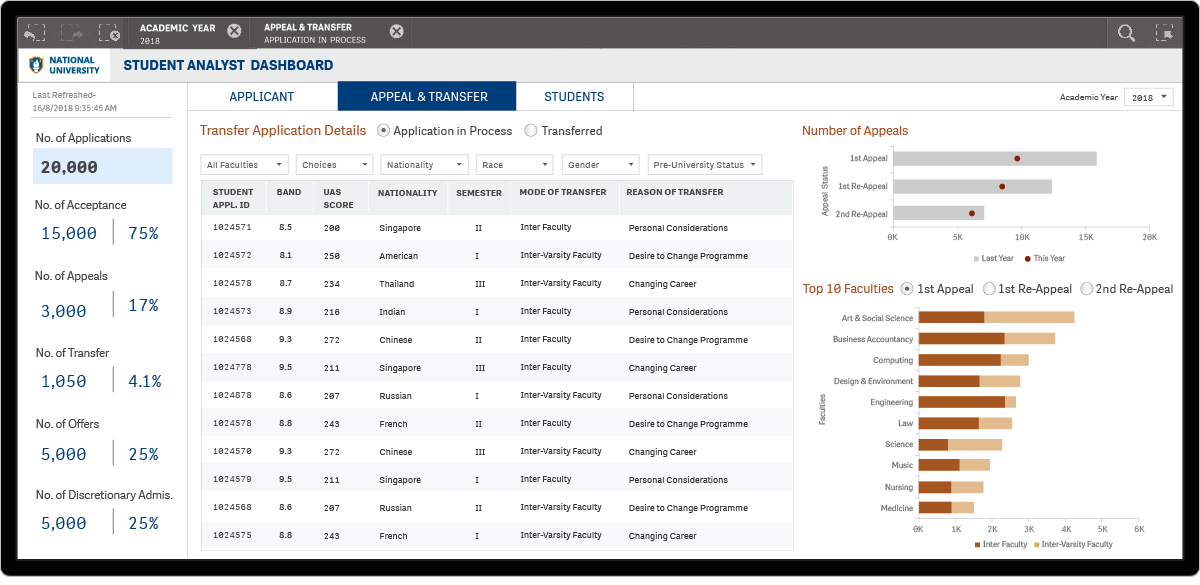 ACADEMIC YEAR
2018
APPEAL & TRANSFER
APPLICATION IN PROCESS
NATIONAL
UNIVERSITY
STUDENT ANALYST DASHBOARD
Last Refreshed-
16/8/2018 9:35:45 AM
APPLICANT
APPEAL & TRANSFER
STUDENTS
Academic Year
2018
No. of Applications
20,000
No. of Acceptance
15,000 75%
No. of Appeals
3,000 17%
No. of Transfer
1,050 4.1%
No. of Offers
5,000 25%
No. of Discretionary Admis.
5,000 25%
Transfer Application Details Application in Process Transferred
All Faculties Choices Nationality Race Gender Pre-University Status
STUDENT APPL. ID BAND UAS SCORE NATIONALITY SEMESTER MODE OF TRANSFER REASON OF TRANSFER
1024571 8.5 200 Singapore II Inter Faculty Personal Considerations
1024572 8.1 250 American I Inter-Varsity Faculty Desire to Change Programme
1024578 8.7 234 Thailand III Inter-Varsity Faculty Changing Career
1024573 8.9 216 Indian I Inter Faculty Personal Considerations
1024568 9.3 272 Chinese II Inter Faculty Desire to Change Programme
1024778 9.5 211 Singapore III Inter Faculty Changing Career
1024878 8.6 207 Russian I Inter-Varsity Faculty Personal Considerations
1024578 8.8 243 French II Inter Faculty Desire to Change Programme
1024570 9.3 272 Chinese III Inter-Varsity Faculty Changing Career
1024579 9.5 211 Singapore I Inter Faculty Personal Considerations
1024568 8.6 207 Russian II Inter-Varsity Faculty Desire to Change Programme
1024575 8.8 243 French I Inter-Varsity Faculty Changing Career
Number of Appeals
Appeal Status
1st Appeal
1st Re-Appeal
2nd Re-Appeal
0K 5K 10K 15K 20K
Last Year This Year
Top 10 Faculties 1st Appeal 1st Re-Appeal 2nd Re-Appeal
Faculties
Art & Social Science
Business Accountancy
Computing
Design & Environment
Engineering
Law
Science
Music
Nursing
Medicine
0K 1K 2K 3K 4K 5K 6K
Inter Faculty Inter-Varsity Faculty